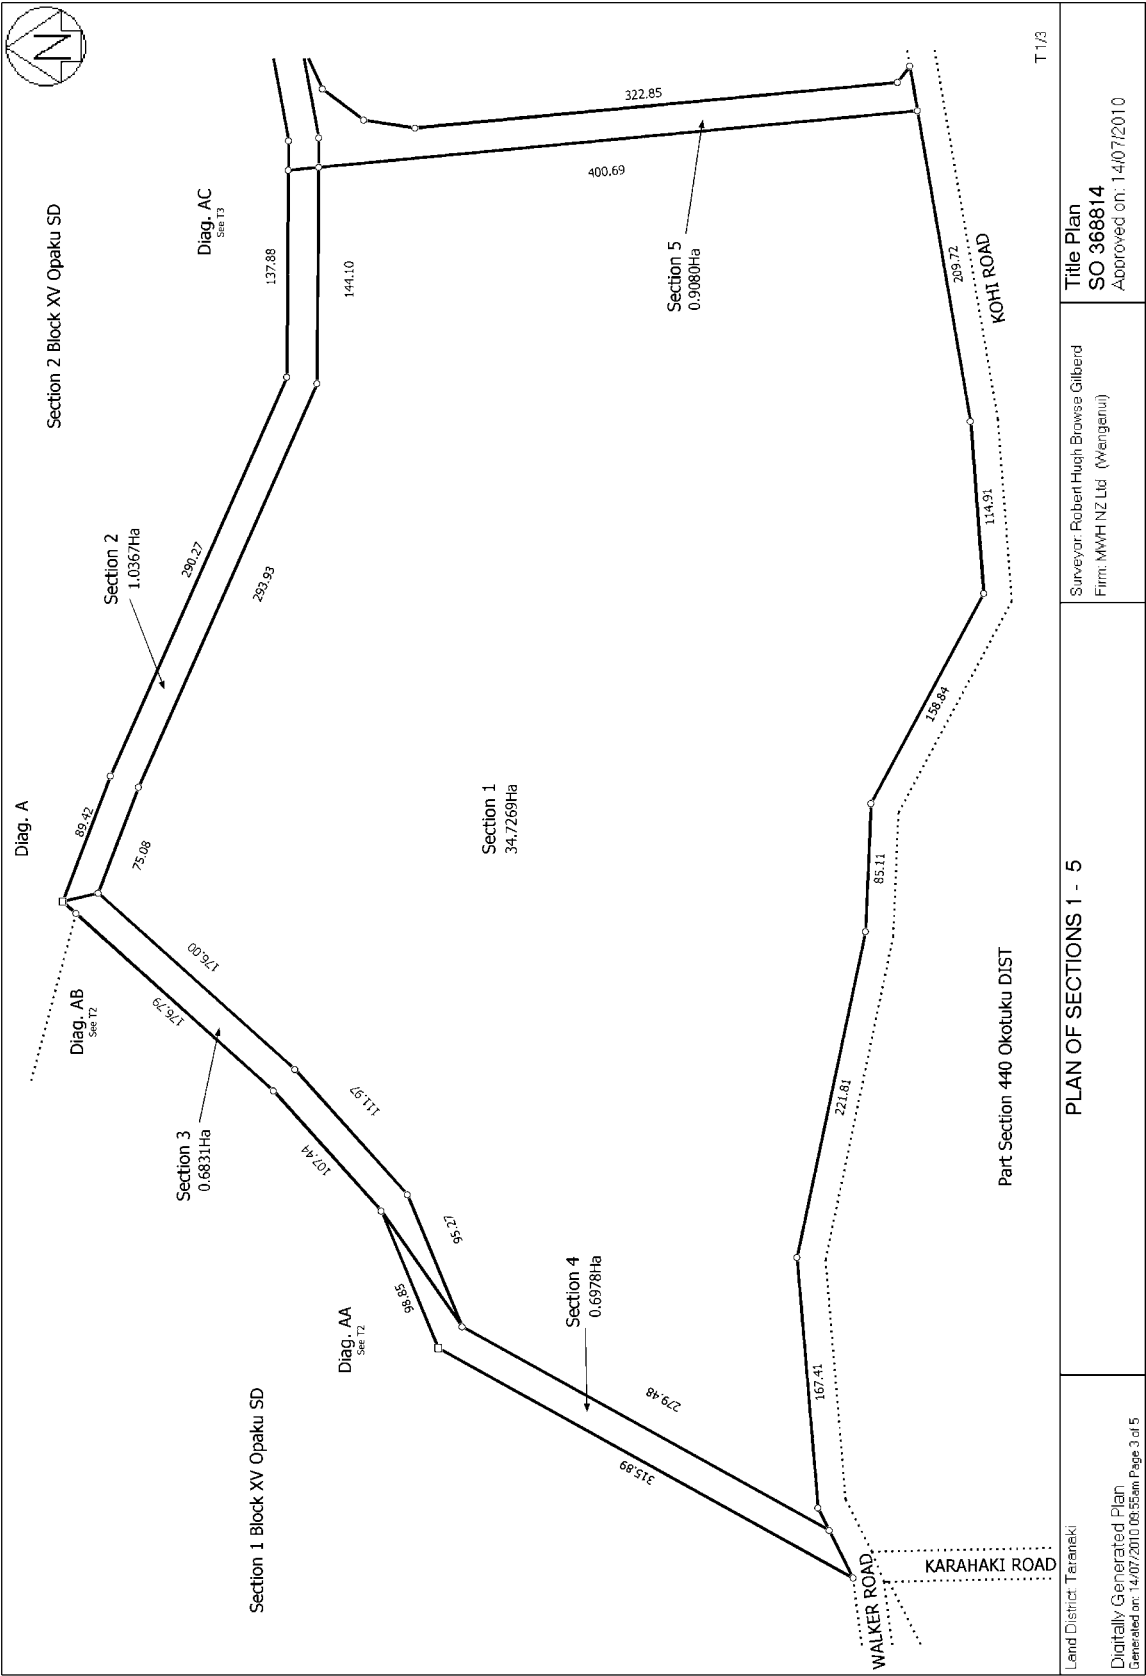 N
T 1/3
Section 2 Block XV Opaku SD
Diag. AC
See T3
Diag. A
Diag. AB
See T2
Diag. AA
See T2
Section 1 Block XV Opaku SD
137.88
144.10
322.85
400.69
Section 5
0.9080Ha
290.27
293.93
Section 2
1.0367Ha
89.42
75.08
176.79
176.00
Section 3
0.6831Ha
107.44
111.97
98.85
95.27
Section 1
34.7269Ha
Section 4
0.6978Ha
315.89
279.48
167.41
221.81
85.11
158.84
114.91
209.72
KOHI ROAD
WALKER ROAD
KARAHAKI ROAD
Part Section 440 Okotuku DIST
Land District: Taranaki
Digitally Generated Plan
Generated on: 14/07/2010 09:55am Page 3 of 5
PLAN OF SECTIONS 1 - 5
Surveyor: Robert Hugh Browse Gilberd
Firm: MWH NZ Ltd (Wanganui)
Title Plan
SO 368814
Approved on: 14/07/2010